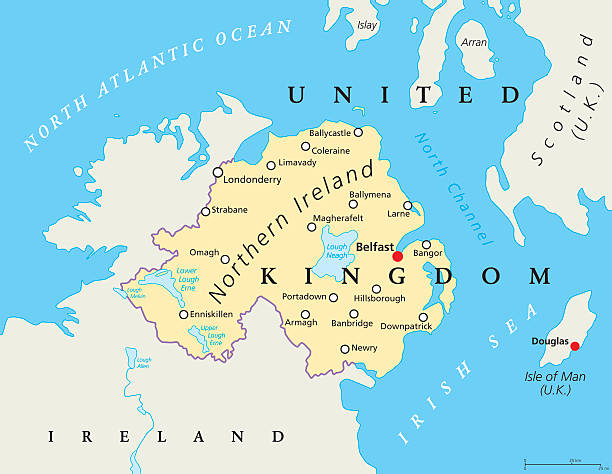 NORTH ATLANTIC OCEAN
Islay
Arran
Scotland
(U.K.)
UNITED
North Channel
Ballycastle
Coleraine
Limavady
Londonderry
Northern Ireland
Ballymena
Strabane
Larne
Magherafelt
Belfast
Bangor
Lough
Neagh
Omagh
KINGDOM
Lower
Lough
Erne
Lough
Melvin
Portadown
Hillsborough
Enniskillen
Armagh
Banbridge
Downpatrick
Upper
Lough
Erne
Newry
IRISH SEA
Douglas
Isle of Man
(U.K.)
Lough
Allen
IRELAND